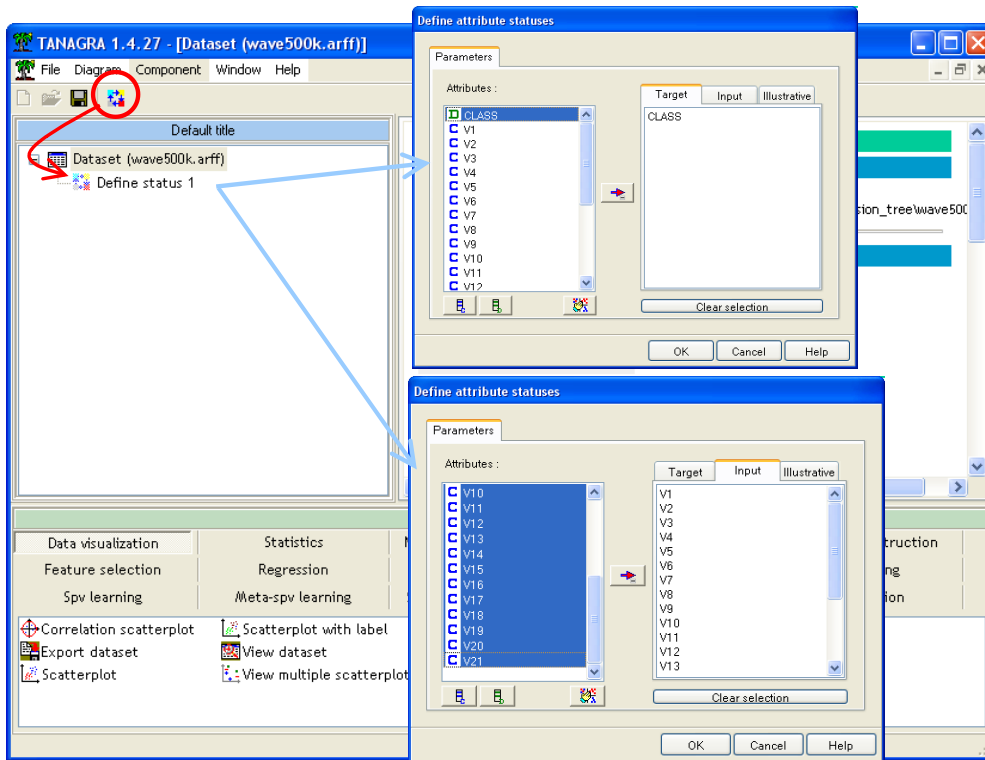 TANAGRA 1.4.27 - [Dataset (wave500k.arff)]
File Diagram Component Window Help
Default title
Dataset (wave500k.arff)
Define status 1
sion_tree\wave500
Define attribute statuses
Parameters
Attributes :
CLASS
V1
V2
V3
V4
V5
V6
V7
V8
V9
V10
V11
V12
Target Input Illustrative
CLASS
Clear selection
OK Cancel Help
Define attribute statuses
Parameters
Attributes :
V10
V11
V12
V13
V14
V15
V16
V17
V18
V19
V20
V21
Target Input Illustrative
V1
V2
V3
V4
V5
V6
V7
V8
V9
V10
V11
V12
V13
Clear selection
OK Cancel Help
Data visualization Statistics truction
Feature selection Regression ng
Spv learning Meta-spv learning ion
Correlation scatterplot Scatterplot with label
Export dataset View dataset
Scatterplot View multiple scatterplot